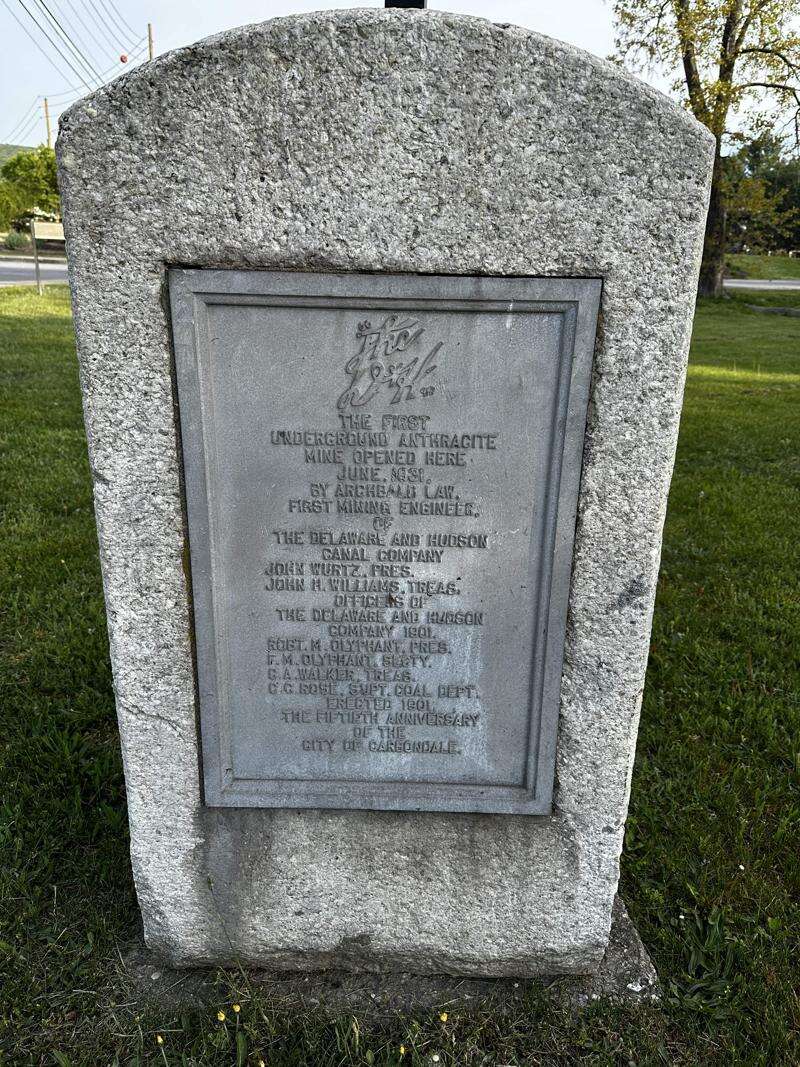 "The
D & H"
THE FIRST
UNDERGROUND ANTHRACITE
MINE OPENED HERE
JUNE, 1831,
BY ARCHBALD LAW,
FIRST MINING ENGINEER,
OF
THE DELAWARE AND HUDSON
CANAL COMPANY
JOHN WURTZ, PRES.
JOHN H. WILLIAMS, TREAS.
OFFICERS OF
THE DELAWARE AND HUDSON
COMPANY 1901.
ROBT. M. OLYPHANT, PRES.
F. M. OLYPHANT, SECTY.
C. A. WALKER, TREAS.
C. C. ROSE, SUPT. COAL DEPT.
ERECTED 1901,
THE FIFTIETH ANNIVERSARY
OF THE
CITY OF CARBONDALE.